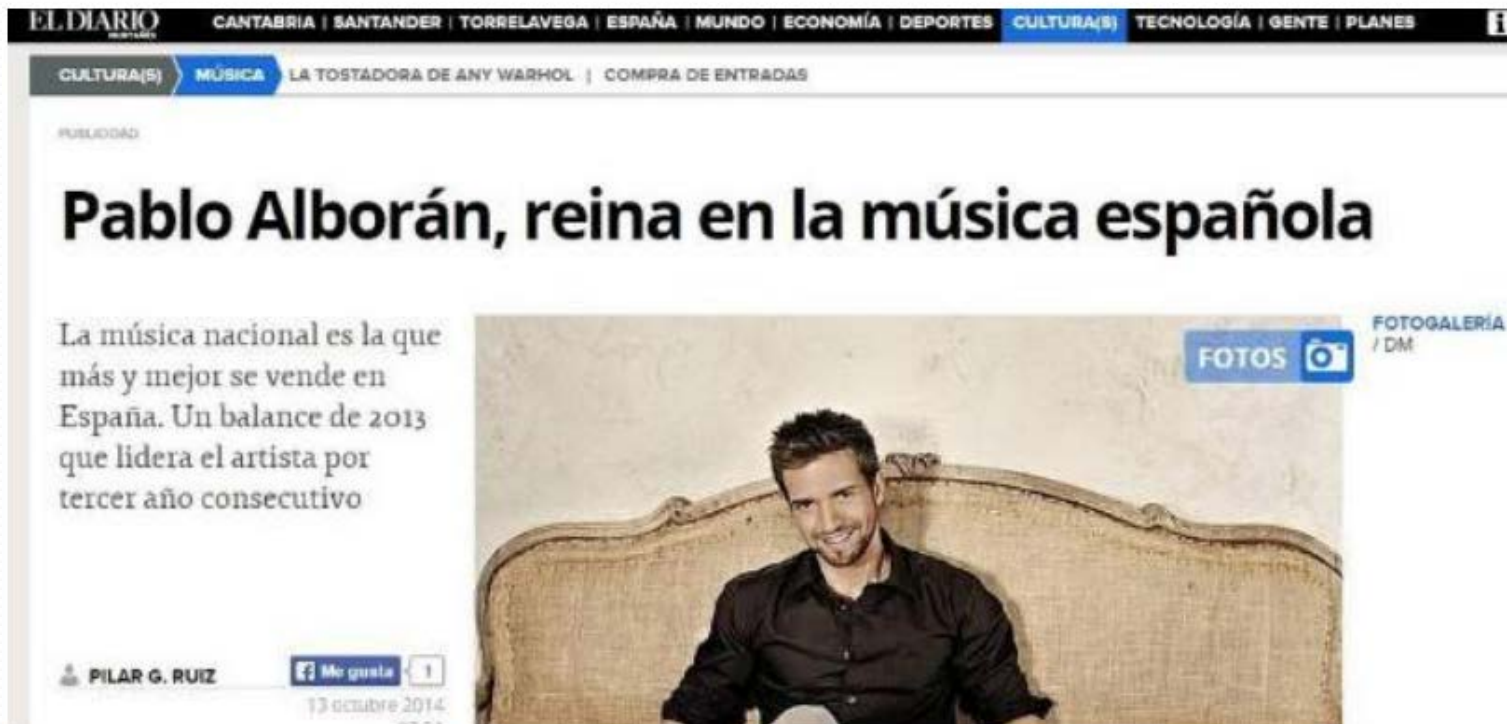 EL DIARIO CANTABRIA | SANTANDER | TORRELAVEGA | ESPAÑA | MUNDO | ECONOMÍA | DEPORTES CULTURA(S) TECNOLOGÍA | GENTE | PLANES
MONTAÑÉS
CULTURA(S) MÚSICA LA TOSTADORA DE ANY WARHOL | COMPRA DE ENTRADAS
PUBLICIDAD
Pablo Alborán, reina en la música española
La música nacional es la que
más y mejor se vende en
España. Un balance de 2013
que lidera el artista por
tercer año consecutivo
FOTOS
FOTOGALERÍA
/ DM
PILAR G. RUIZ
Me gusta 1
13 octubre 2014